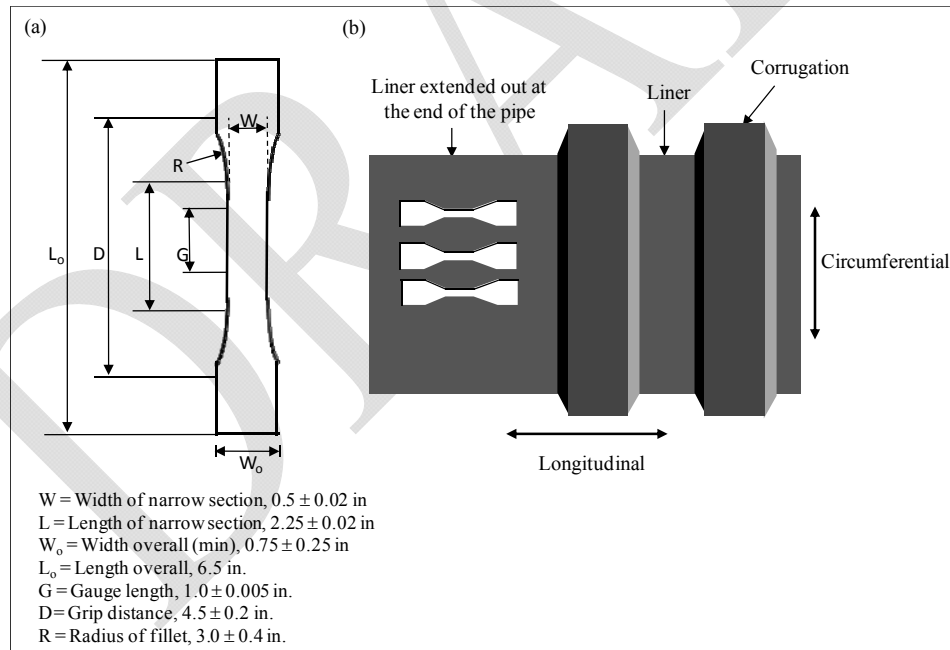 (a)
(b)
Corrugation
Liner extended out at
the end of the pipe
Liner
W
R
Lo
D
L
G
Circumferential
Longitudinal
Wo
W = Width of narrow section, 0.5 ± 0.02 in
L = Length of narrow section, 2.25 ± 0.02 in
Wo = Width overall (min), 0.75 ± 0.25 in
Lo = Length overall, 6.5 in.
G = Gauge length, 1.0 ± 0.005 in.
D= Grip distance, 4.5 ± 0.2 in.
R = Radius of fillet, 3.0 ± 0.4 in.
DRAFT